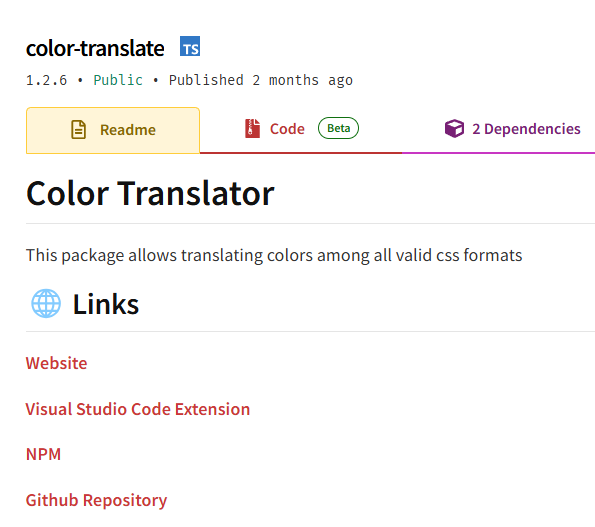 color-translate TS
1.2.6 • Public • Published 2 months ago
Readme
Code Beta
2 Dependencies
Color Translator
This package allows translating colors among all valid css formats
🌐 Links
Website
Visual Studio Code Extension
NPM
Github Repository